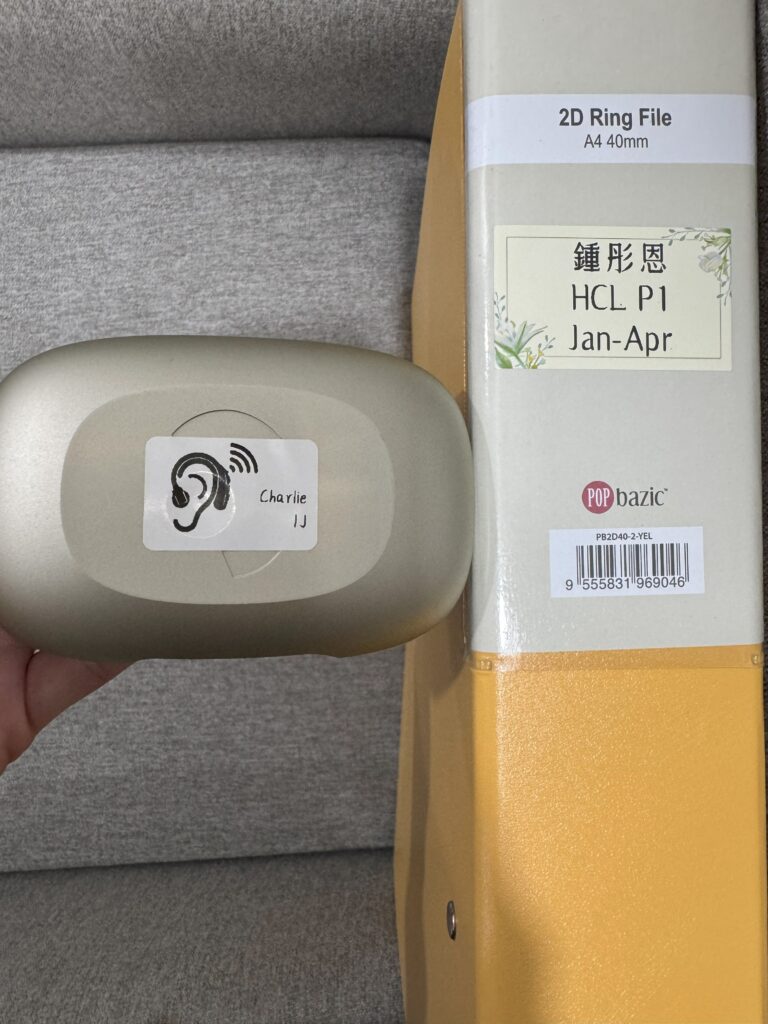 2D Ring File
A4 40mm
鍾彤恩
HCL P1
Jan-Apr
Charlie
1J
POP bazic™
PB2D40-2-YEL
9 555831 969046